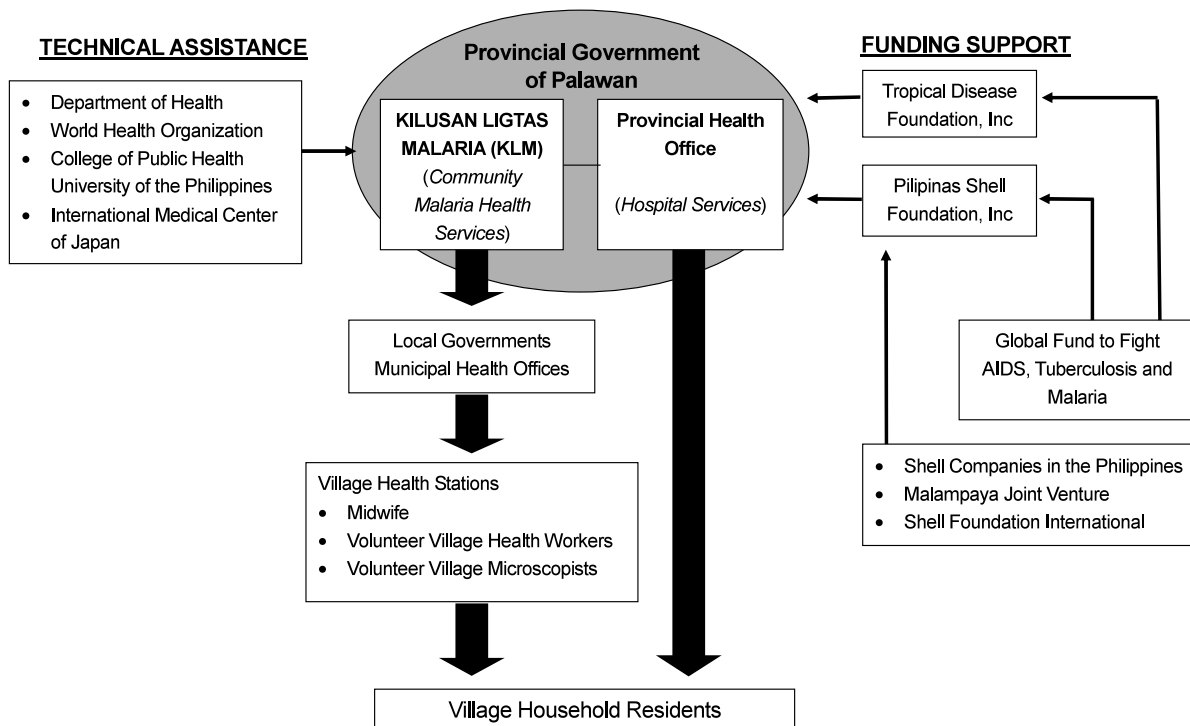 TECHNICAL ASSISTANCE
• Department of Health
• World Health Organization
• College of Public Health
University of the Philippines
• International Medical Center
of Japan
Provincial Government
of Palawan
KILUSAN LIGTAS
MALARIA (KLM)
(Community
Malaria Health
Services)
Provincial Health
Office
(Hospital Services)
FUNDING SUPPORT
Tropical Disease
Foundation, Inc
Pilipinas Shell
Foundation, Inc
Global Fund to Fight
AIDS, Tuberculosis and
Malaria
• Shell Companies in the Philippines
• Malampaya Joint Venture
• Shell Foundation International
Local Governments
Municipal Health Offices
Village Health Stations
• Midwife
• Volunteer Village Health Workers
• Volunteer Village Microscopists
Village Household Residents